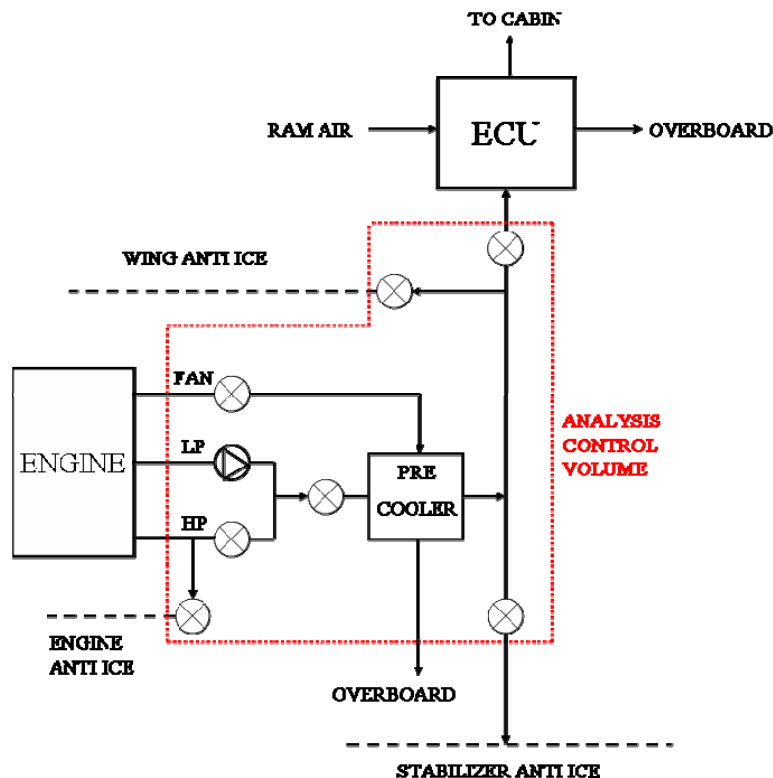 TO CABIN
RAM AIR
ECU
OVERBOARD
WING ANTI ICE
FAN
LP
HP
ENGINE
PRE
COOLER
ANALYSIS
CONTROL
VOLUME
ENGINE
ANTI ICE
OVERBOARD
STABILIZER ANTI ICE